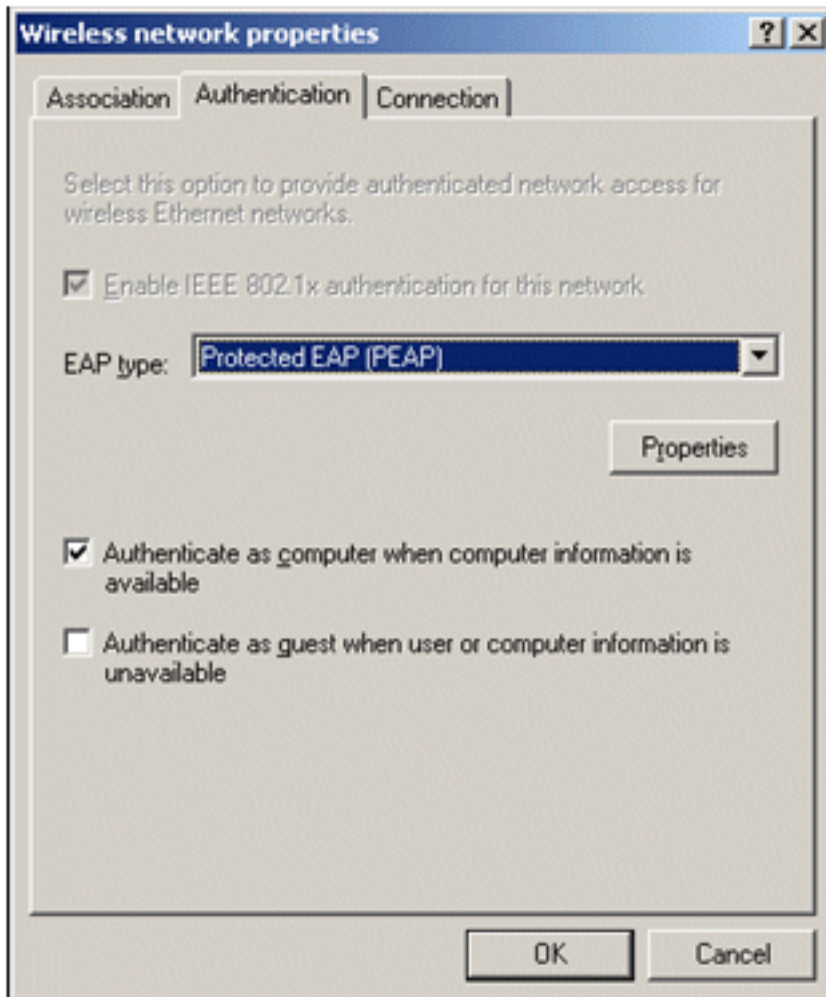 Wireless network properties
Association Authentication Connection
Select this option to provide authenticated network access for
wireless Ethernet networks.
Enable IEEE 802.1x authentication for this network
EAP type: Protected EAP (PEAP)
Properties
Authenticate as computer when computer information is
available
Authenticate as guest when user or computer information is
unavailable
OK Cancel